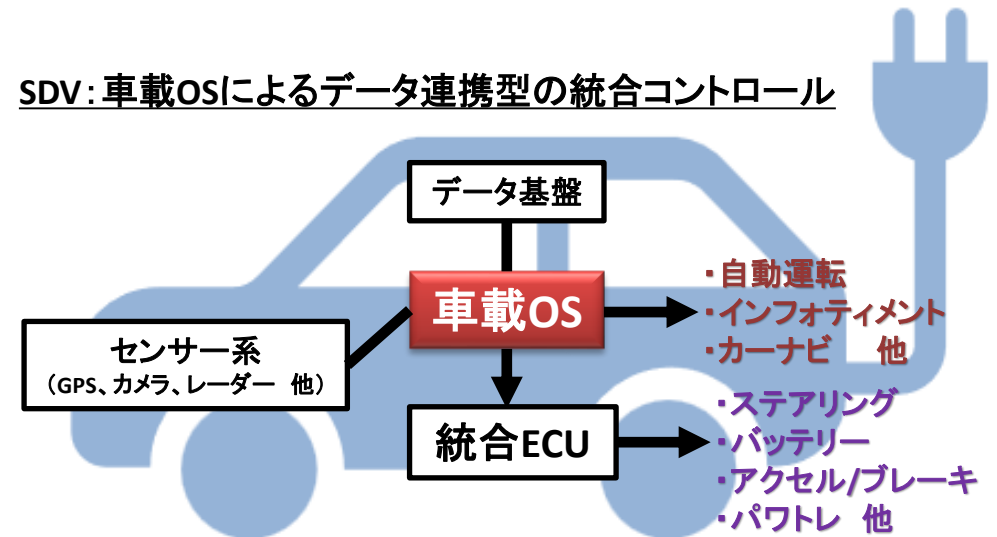 SDV：車載OSによるデータ連携型の統合コントロール
データ基盤
車載OS
・自動運転
・インフォティメント
・カーナビ　他
センサー系
（GPS、カメラ、レーダー　他）
統合ECU
・ステアリング
・バッテリー
・アクセル/ブレーキ
・パワトレ　他